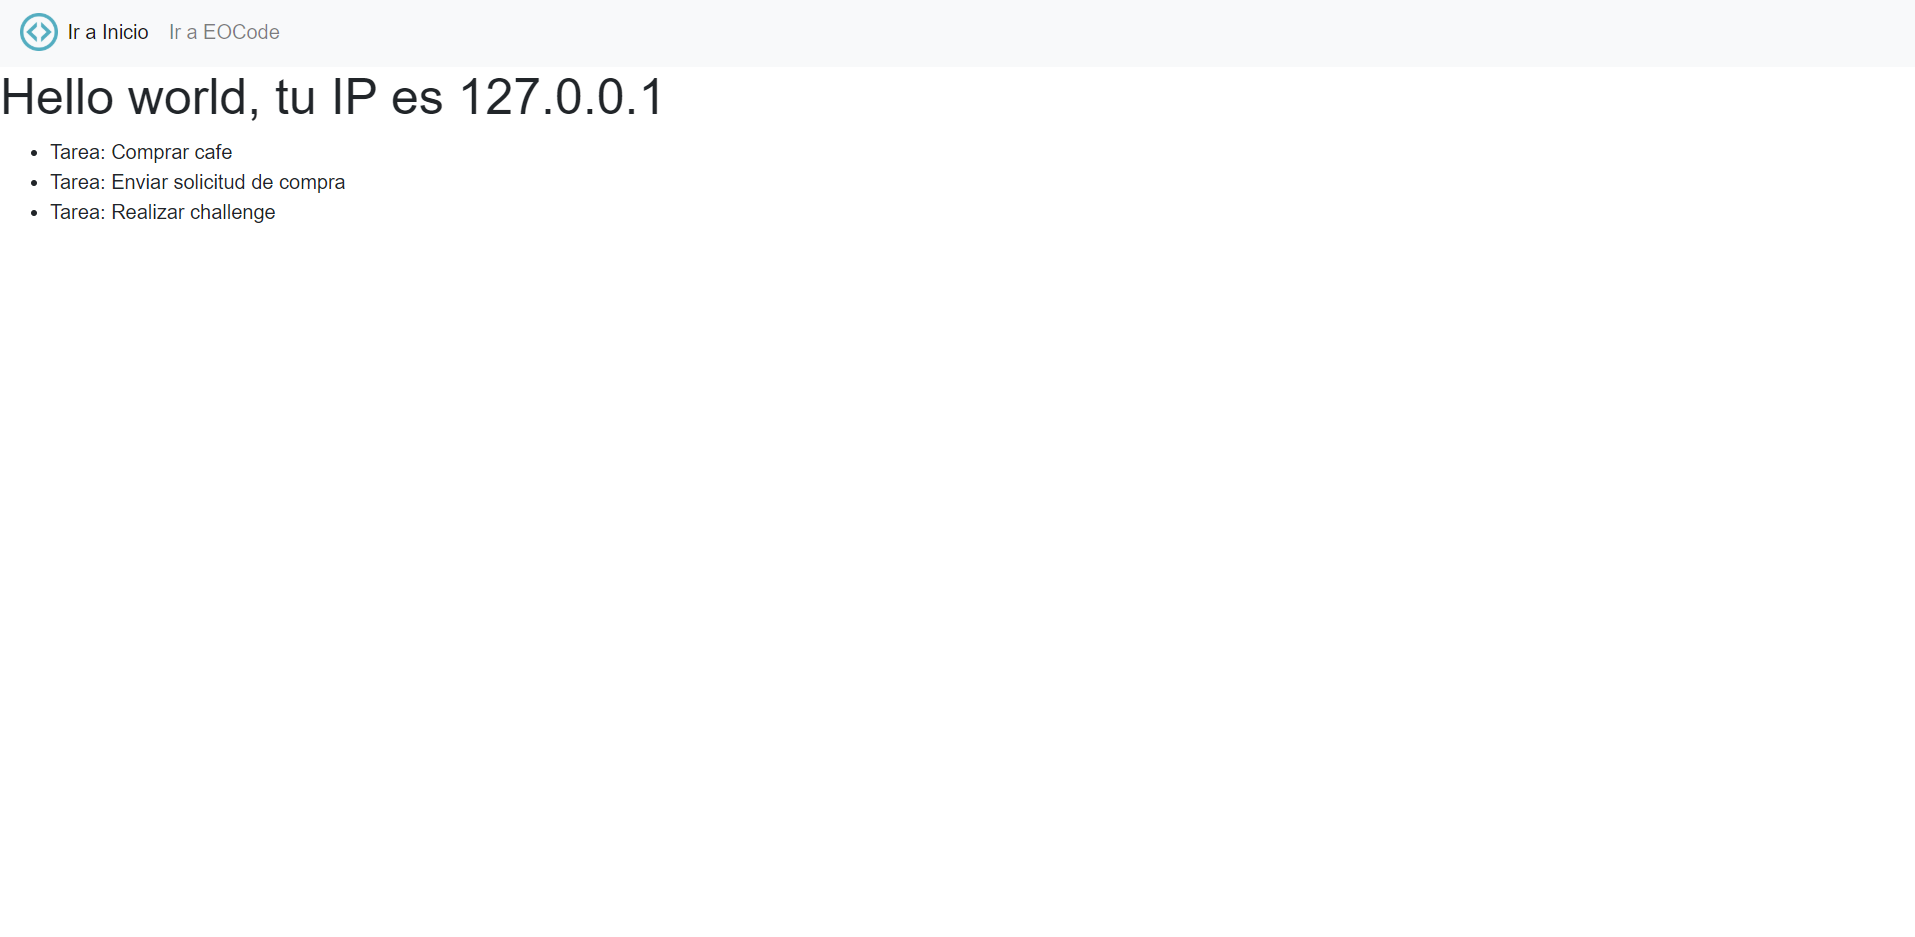 Ir a Inicio Ir a EOCode
Hello world, tu IP es 127.0.0.1
Tarea: Comprar cafe
Tarea: Enviar solicitud de compra
Tarea: Realizar challenge